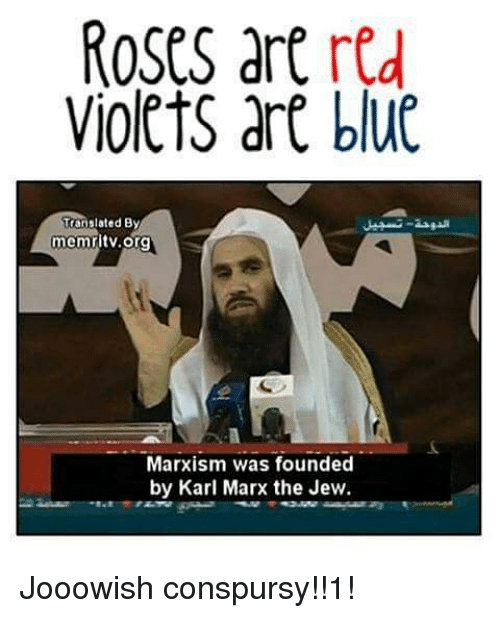 Roses are red
Violets are blue
Translated By
memritv.org
الدوحة - تسجيل
Marxism was founded
by Karl Marx the Jew.
Jooowish conspursy!!1!